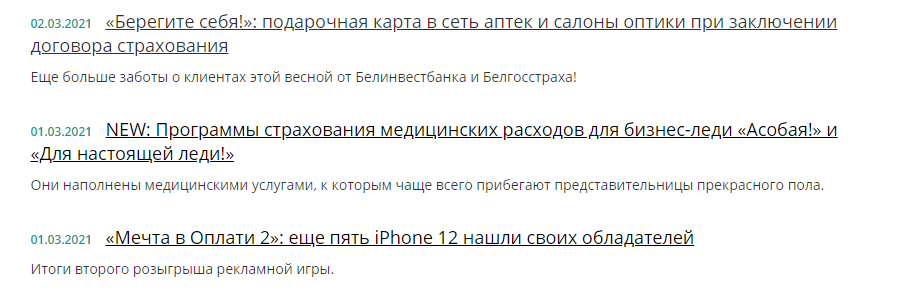 02.03.2021 «Берегите себя!»: подарочная карта в сеть аптек и салоны оптики при заключении
договора страхования
Еще больше заботы о клиентах этой весной от Белинвестбанка и Белгосстраха!
01.03.2021 NEW: Программы страхования медицинских расходов для бизнес-леди «Асобая!» и
«Для настоящей леди!»
Они наполнены медицинскими услугами, к которым чаще всего прибегают представительницы прекрасного пола.
01.03.2021 «Мечта в Оплати 2»: еще пять iPhone 12 нашли своих обладателей
Итоги второго розыгрыша рекламной игры.